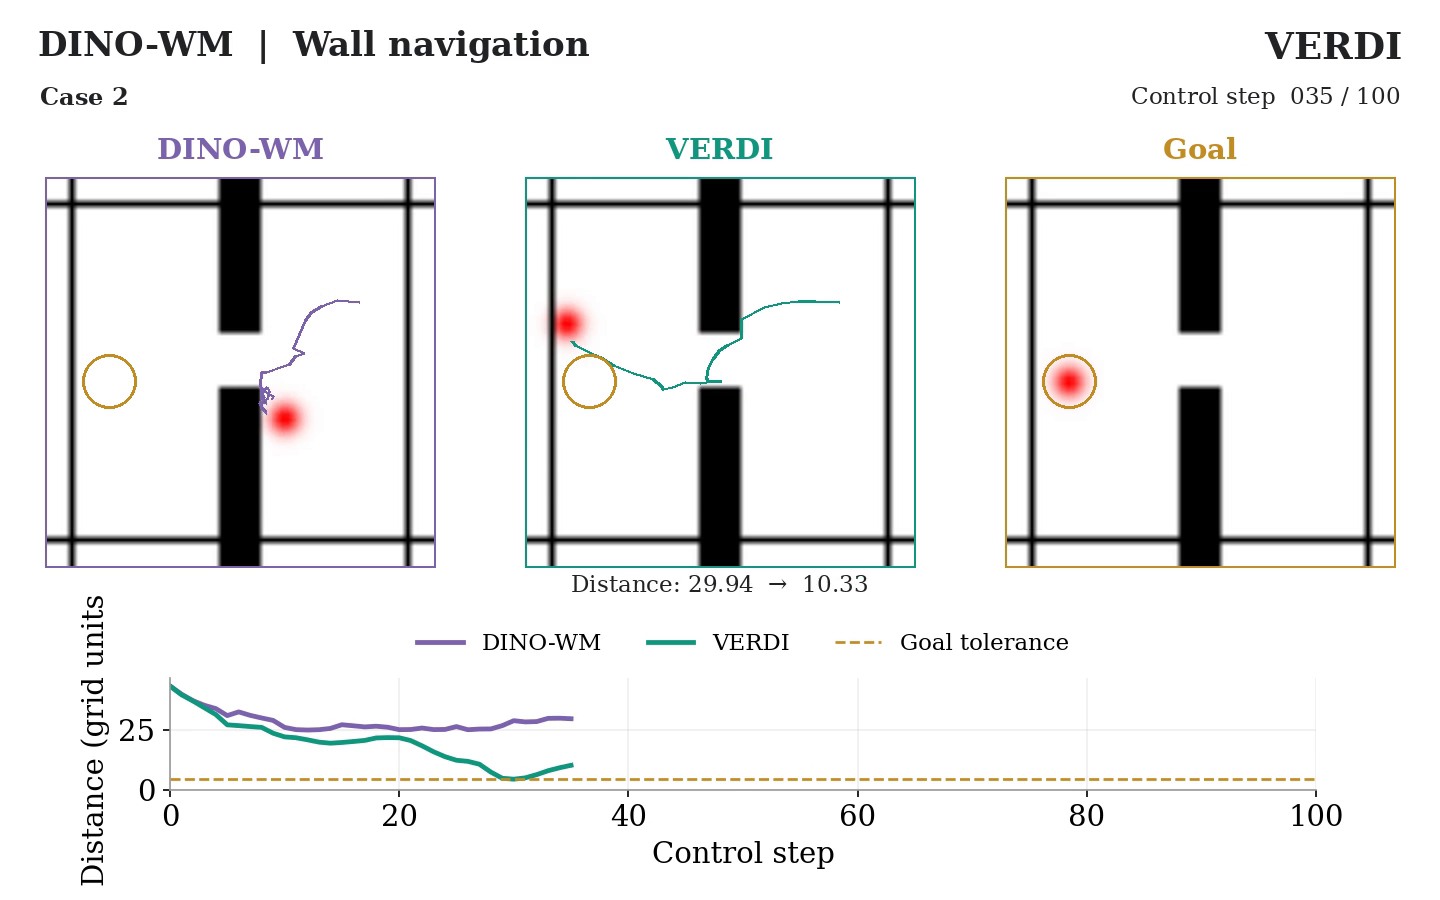 DINO-WM | Wall navigation
VERDI
Case 2
Control step 035 / 100
DINO-WM
VERDI
Goal
Distance: 29.94 → 10.33
DINO-WM
VERDI
Goal tolerance
Distance (grid units
25
0
0 20 40 60 80 100
Control step